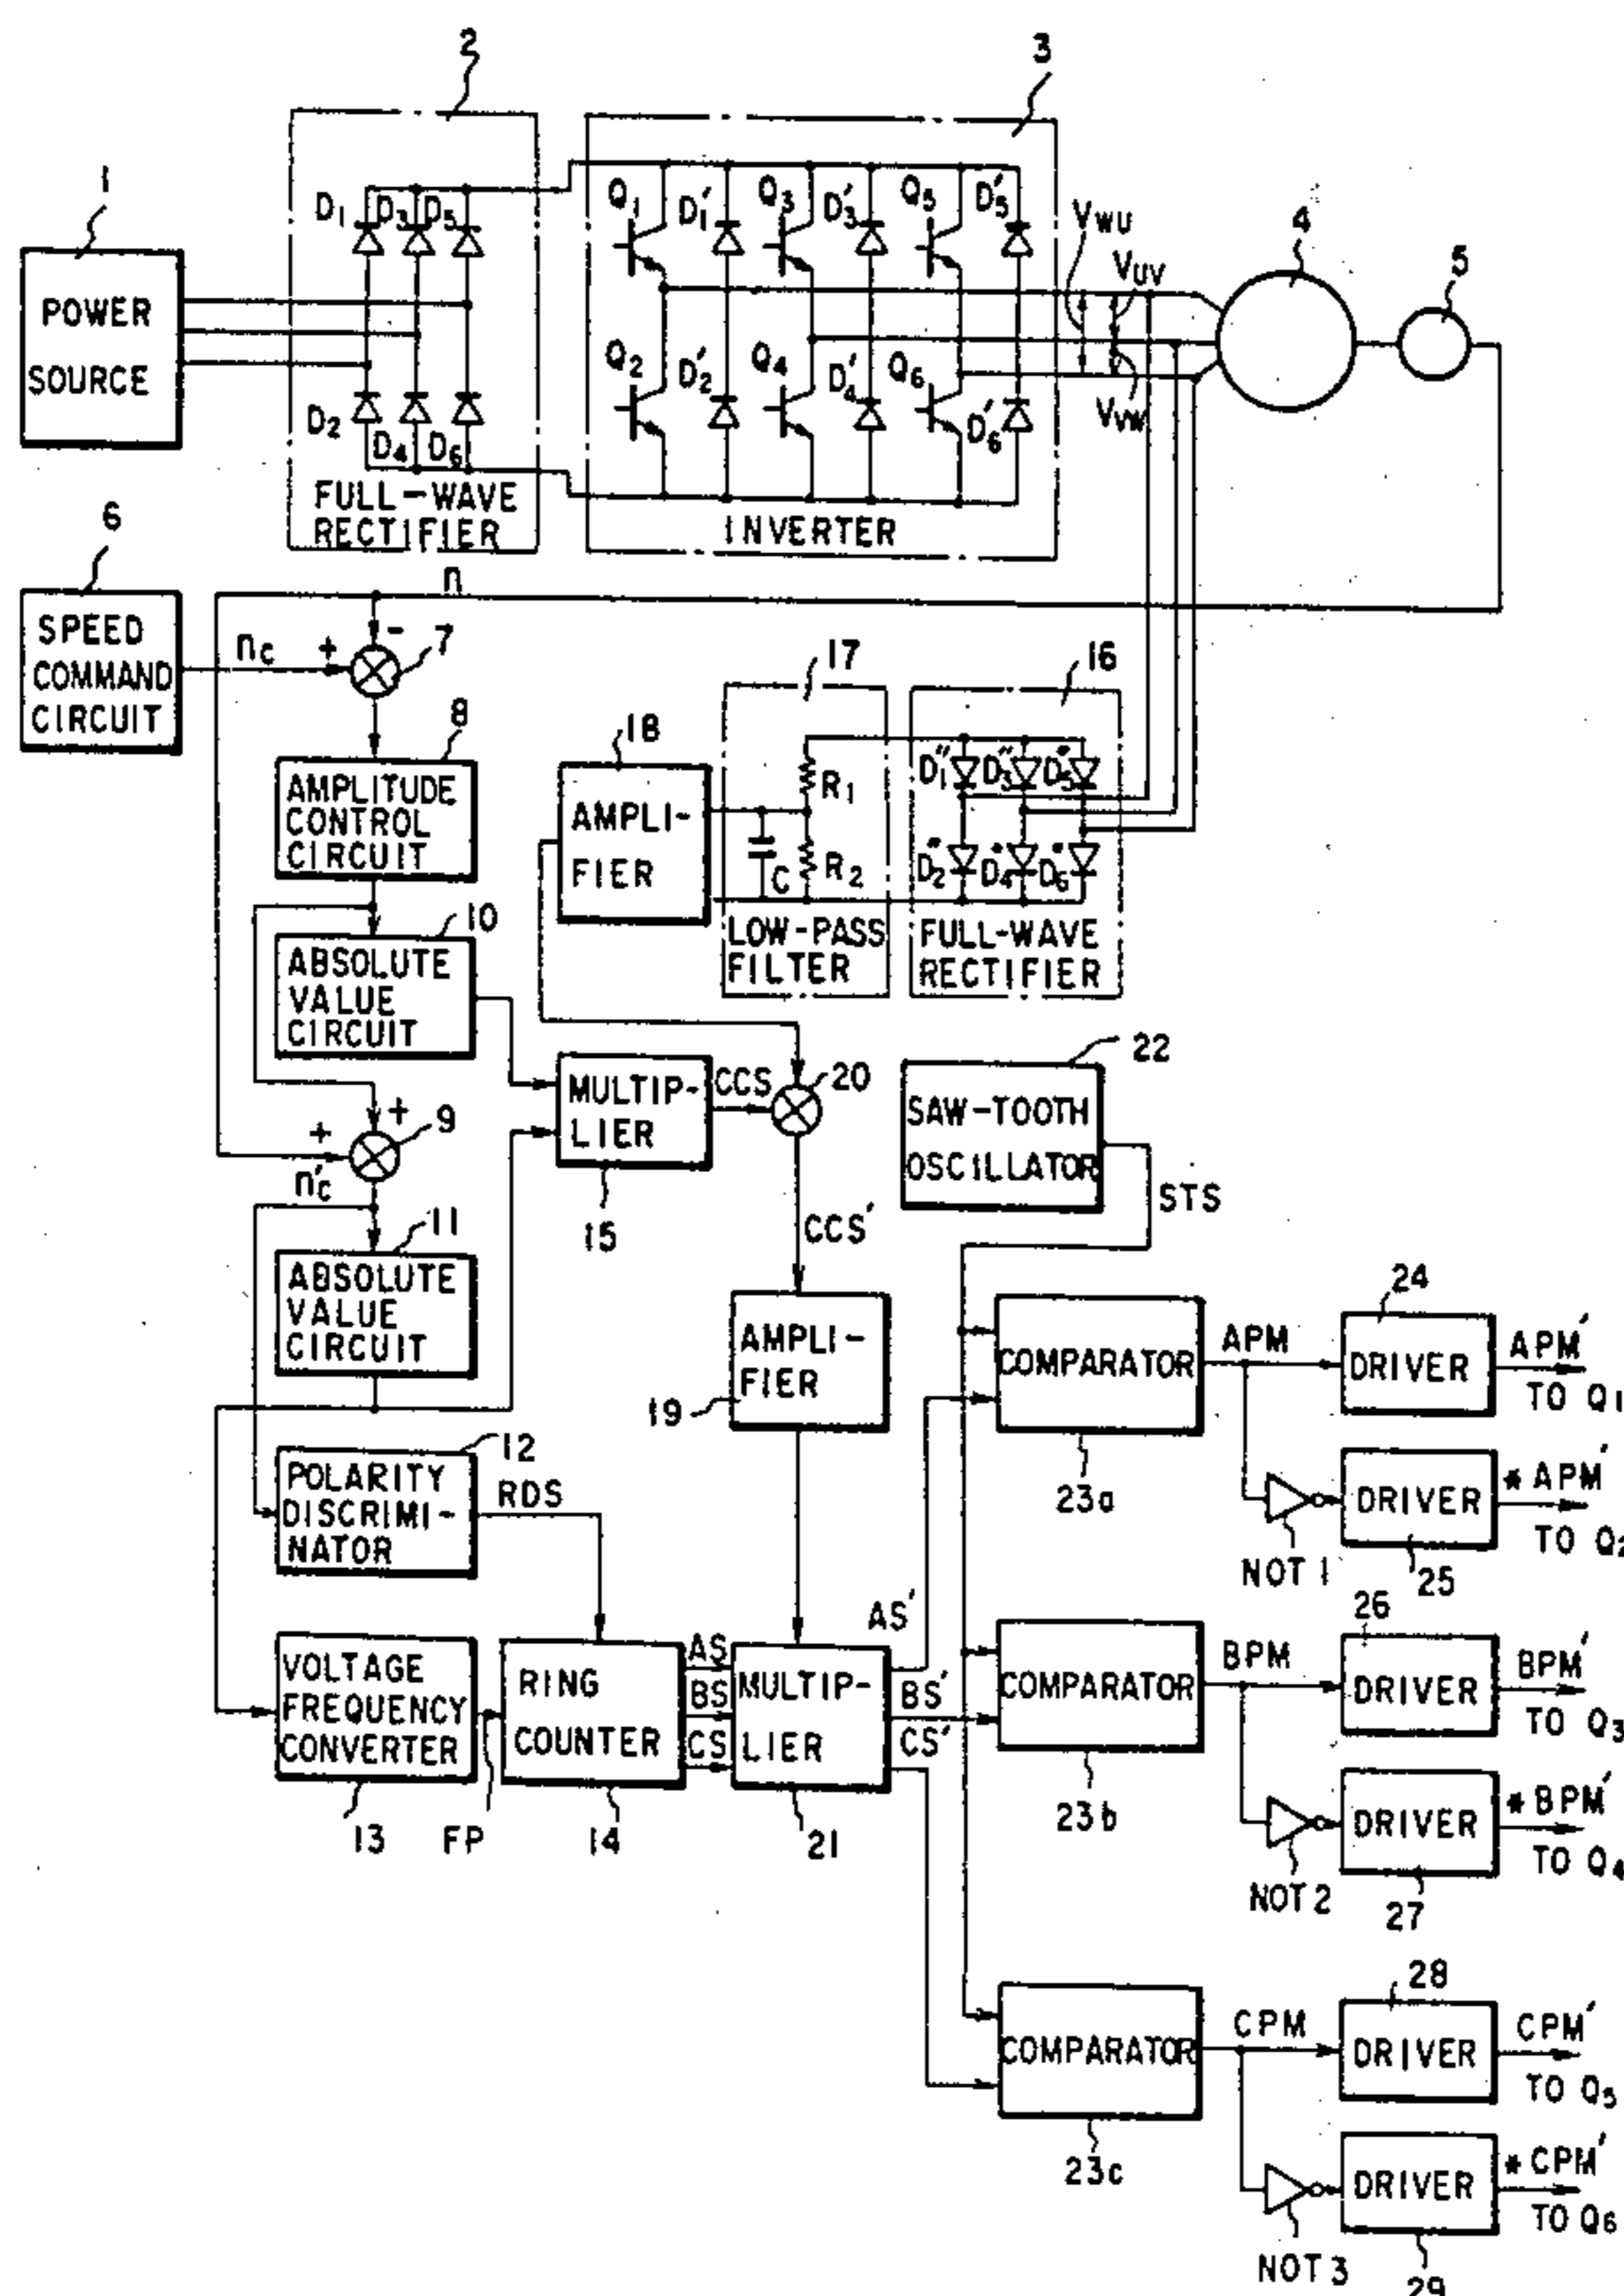 2
3
1
POWER
SOURCE
D1
D3
D5
D2
D4
D6
FULL-WAVE
RECTIFIER
Q1
D1'
Q3
D3'
Q5
D5'
Q2
D2'
Q4
D4'
Q6
D6'
INVERTER
VWU
VUV
VVW
4
5
6
SPEED
COMMAND
CIRCUIT
nc
+
n
-
7
8
AMPLITUDE
CONTROL
CIRCUIT
10
ABSOLUTE
VALUE
CIRCUIT
+
+
9
n'c
11
ABSOLUTE
VALUE
CIRCUIT
12
POLARITY
DISCRIMI-
NATOR
RDS
VOLTAGE
FREQUENCY
CONVERTER
13
FP
RING
COUNTER
14
AS
BS
CS
MULTIP-
LIER
21
AS'
BS'
CS'
17
16
18
AMPLI-
FIER
R1
R2
C
LOW-PASS
FILTER
D1"
D3"
D5"
D2"
D4"
D6"
FULL-WAVE
RECTIFIER
MULTIP-
LIER
15
CCS
20
CCS'
AMPLI-
FIER
19
22
SAW-TOOTH
OSCILLATOR
STS
COMPARATOR
23a
APM
24
DRIVER
APM'
TO Q1
NOT 1
DRIVER
25
*APM'
TO Q2
COMPARATOR
23b
BPM
26
DRIVER
BPM'
TO Q3
NOT 2
DRIVER
27
*BPM'
TO Q4
COMPARATOR
23c
CPM
28
DRIVER
CPM'
TO Q5
NOT 3
DRIVER
29
*CPM'
TO Q6